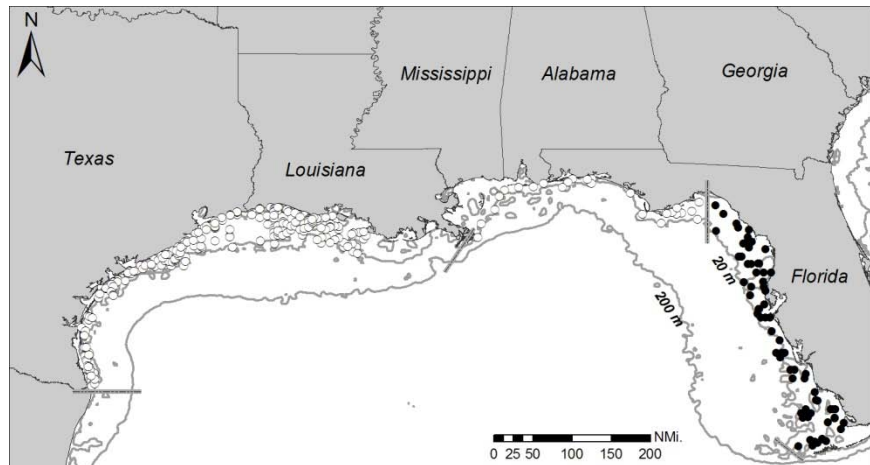 N
Mississippi
Alabama
Georgia
Texas
Louisiana
Florida
20 m
200 m
NMi.
0 25 50 100 150 200